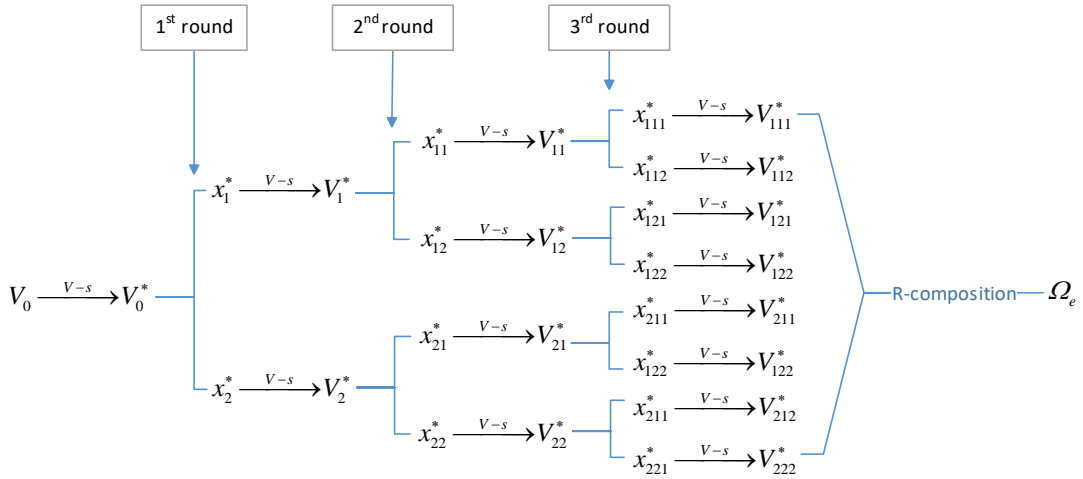 1st round 2nd round 3rd round
x*111 V−s V*111
x*11 V−s V*11
x*112 V−s V*112
x*1 V−s V*1
x*121 V−s V*121
x*12 V−s V*12
x*122 V−s V*122
V0 V−s V*0
R-composition Ωe
x*211 V−s V*211
x*21 V−s V*21
x*122 V−s V*122
x*2 V−s V*2
x*211 V−s V*212
x*22 V−s V*22
x*221 V−s V*222